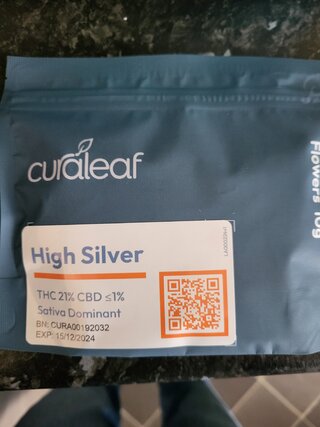 curaleaf
Flowers 10g
High Silver
THC 21% CBD ≤1%
Sativa Dominant
BN: CURA00192032
EXP: 15/12/2024